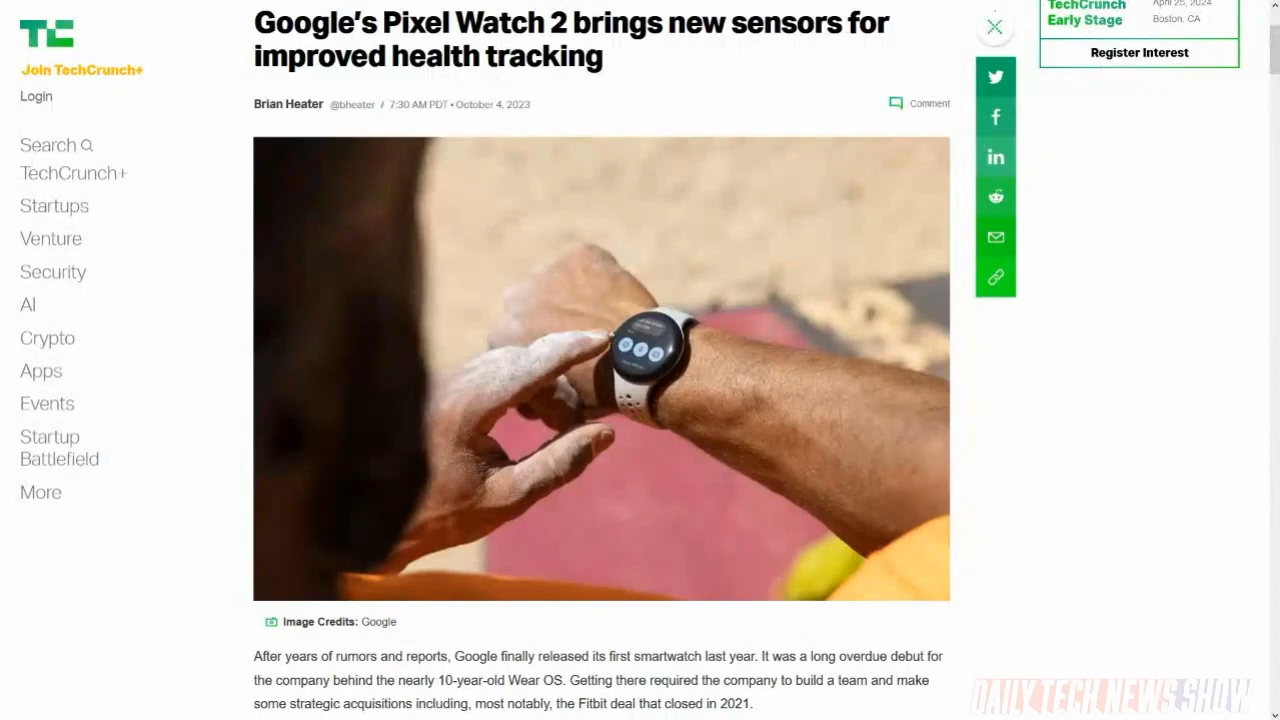 TC
Join TechCrunch+
Login
Search
TechCrunch+
Startups
Venture
Security
AI
Crypto
Apps
Events
Startup
Battlefield
More
Google's Pixel Watch 2 brings new sensors for
improved health tracking
Brian Heater @bheater / 7:30 AM PDT • October 4, 2023
Comment
Image Credits: Google
After years of rumors and reports, Google finally released its first smartwatch last year. It was a long overdue debut for
the company behind the nearly 10-year-old Wear OS. Getting there required the company to build a team and make
some strategic acquisitions including, most notably, the Fitbit deal that closed in 2021.
TechCrunch
Early Stage
April 25, 2024
Boston, CA
Register Interest
f
in
DAILY TECH NEWS SHOW